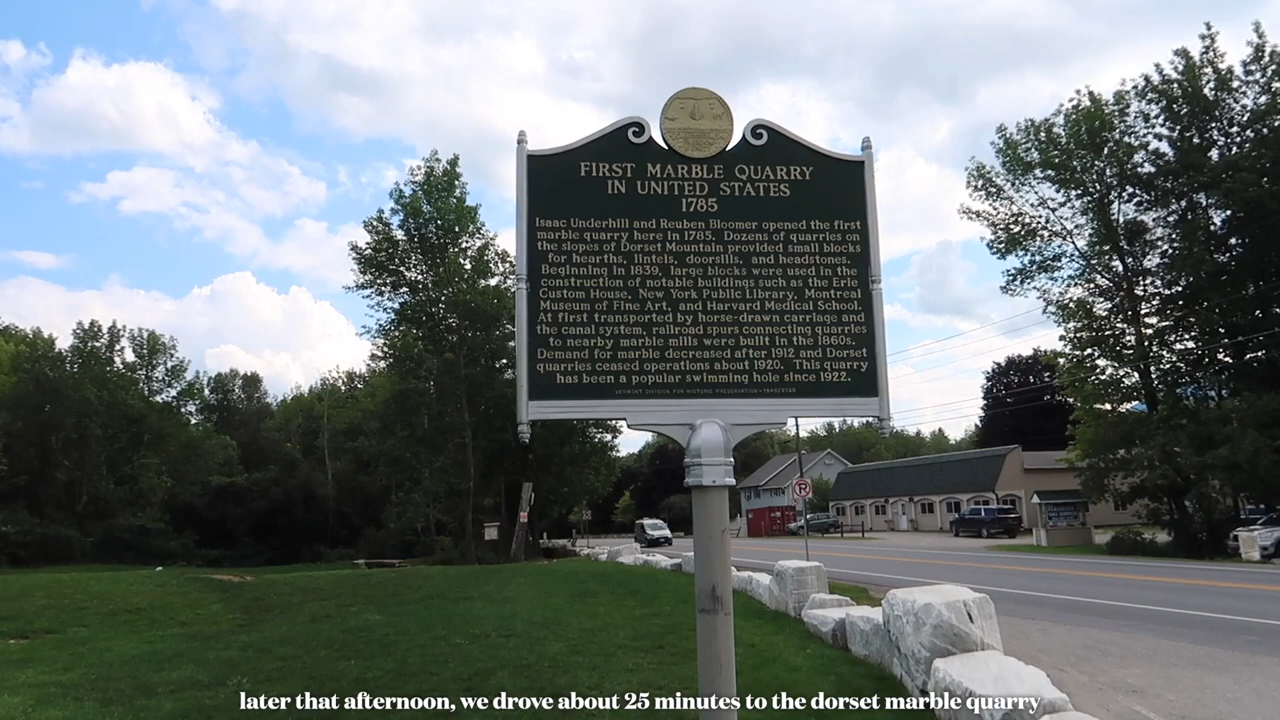 FIRST MARBLE QUARRY
IN UNITED STATES
1785
Isaac Underhill and Reuben Bloomer opened the first
marble quarry here in 1785. Dozens of quarries on
the slopes of Dorset Mountain provided small blocks
for hearths, lintels, doorsills, and headstones.
Beginning in 1839, large blocks were used in the
construction of notable buildings such as the Erie
Custom House, New York Public Library, Montreal
Museum of Fine Art, and Harvard Medical School.
At first transported by horse-drawn carriage and
the canal system, railroad spurs connecting quarries
to nearby marble mills were built in the 1860s.
Demand for marble decreased after 1912 and Dorset
quarries ceased operations about 1920. This quarry
has been a popular swimming hole since 1922.
VERMONT DIVISION FOR HISTORIC PRESERVATION
later that afternoon, we drove about 25 minutes to the dorset marble quarry